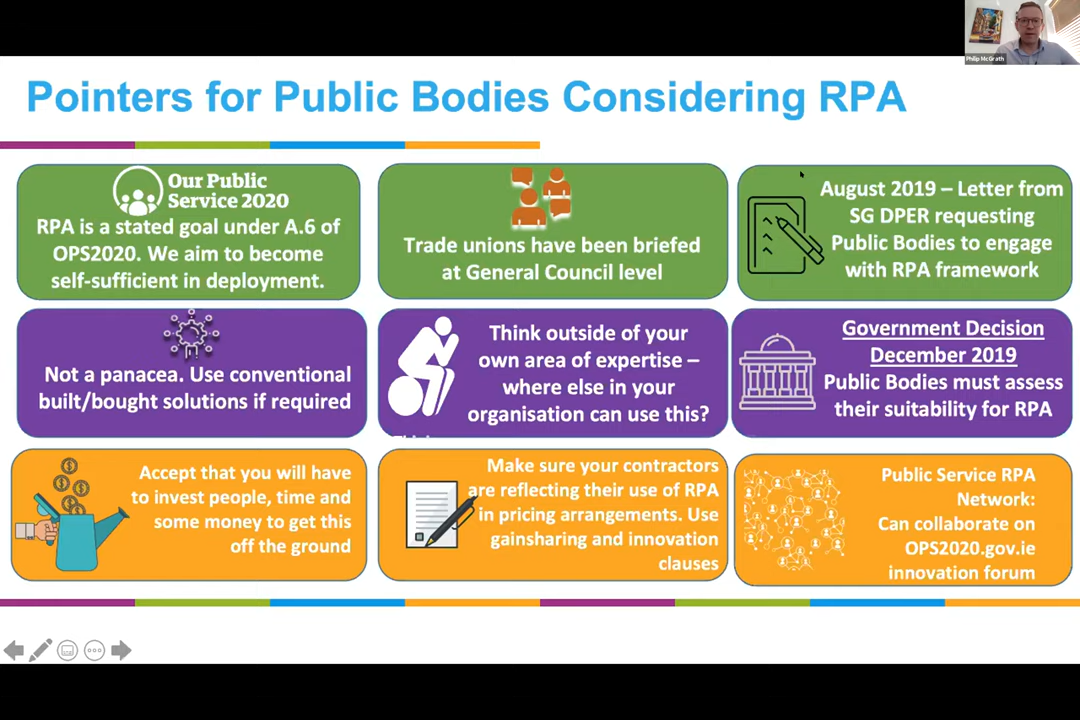 Philip McGrath
Pointers for Public Bodies Considering RPA
Our Public
Service 2020
RPA is a stated goal under A.6 of
OPS2020. We aim to become
self-sufficient in deployment.
Trade unions have been briefed
at General Council level
August 2019 – Letter from
SG DPER requesting
Public Bodies to engage
with RPA framework
Not a panacea. Use conventional
built/bought solutions if required
Think outside of your
own area of expertise –
where else in your
organisation can use this?
Government Decision
December 2019
Public Bodies must assess
their suitability for RPA
Accept that you will have
to invest people, time and
some money to get this
off the ground
Make sure your contractors
are reflecting their use of RPA
in pricing arrangements. Use
gainsharing and innovation
clauses
Public Service RPA
Network:
Can collaborate on
OPS2020.gov.ie
innovation forum